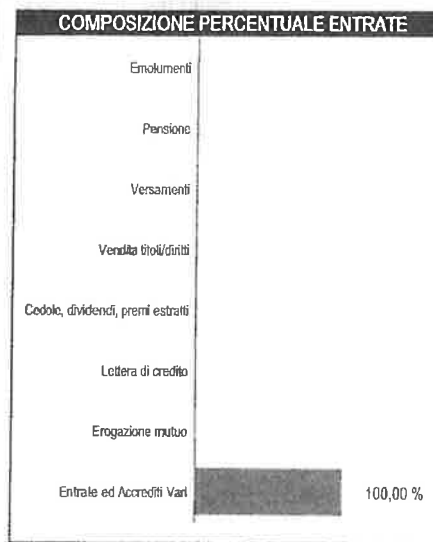 COMPOSIZIONE PERCENTUALE ENTRATE
Emolumenti
Pensione
Versamenti
Vendita titoli/diritti
Cedole, dividendi, premi estratti
Lettera di credito
Erogazione mutuo
Entrate ed Accrediti Vari 100,00 %